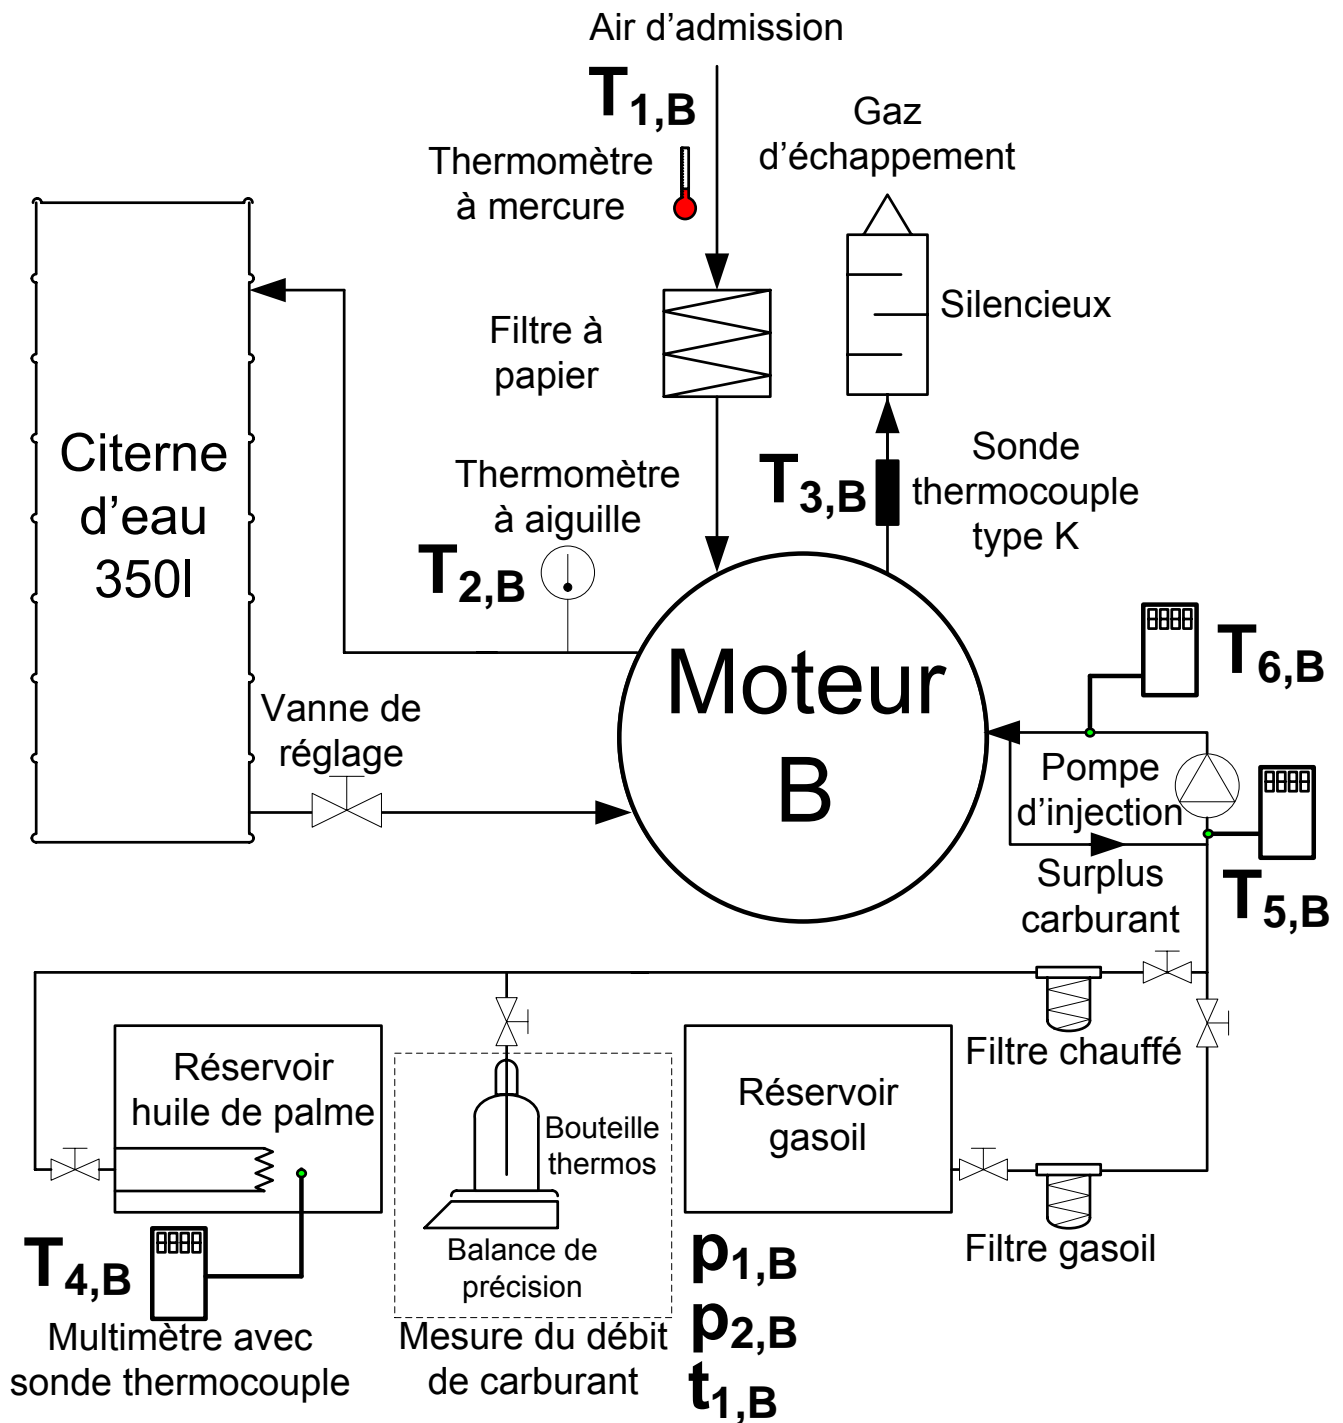 Air d’admission
T1,B
Thermomètre
à mercure
Gaz
d’échappement
Silencieux
Filtre à
papier
Citerne
d’eau
350l
Thermomètre
à aiguille
T2,B
T3,B
Sonde
thermocouple
type K
Moteur
B
T6,B
Vanne de
réglage
Pompe
d’injection
T5,B
Surplus
carburant
Filtre chauffé
Réservoir
huile de palme
Bouteille
thermos
Réservoir
gasoil
Filtre gasoil
T4,B
Multimètre avec
sonde thermocouple
Balance de
précision
Mesure du débit
de carburant
p1,B
p2,B
t1,B